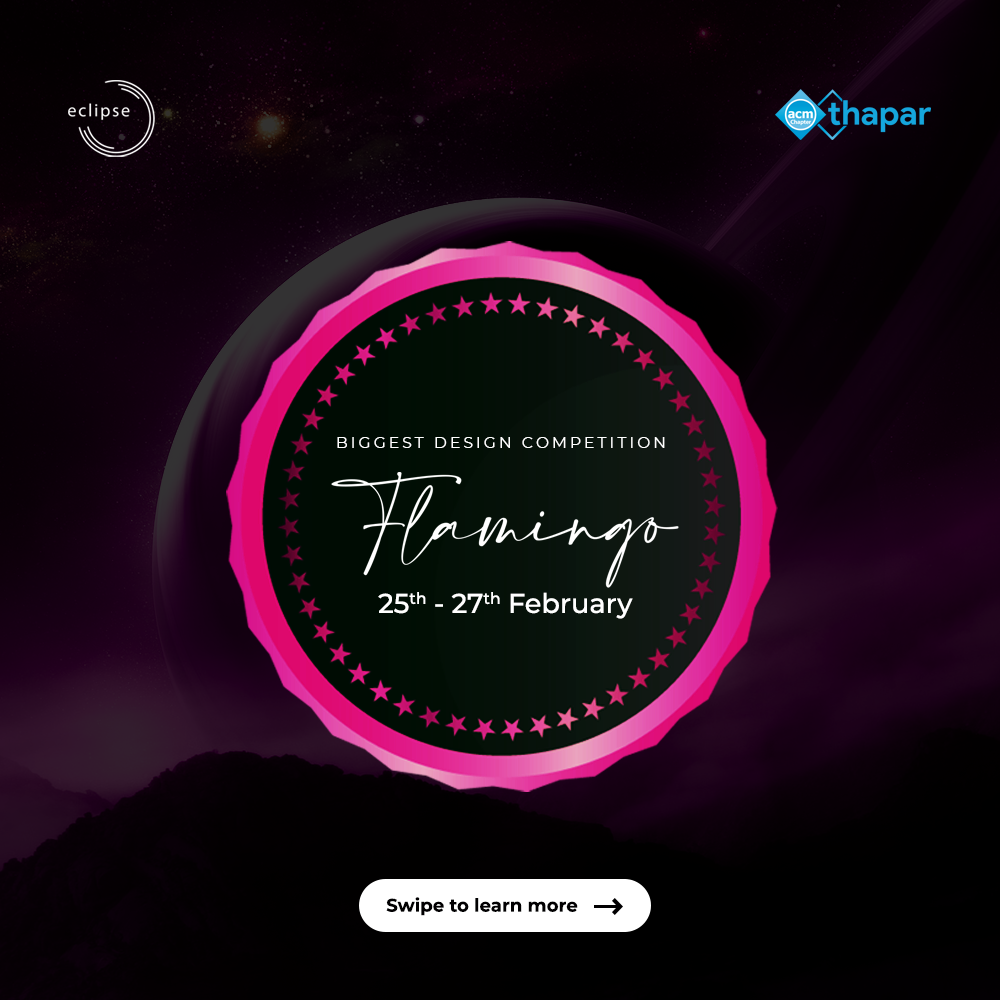 eclipse
acm
Chapter
thapar
BIGGEST DESIGN COMPETITION
Flamingo
25th - 27th February
Swipe to learn more